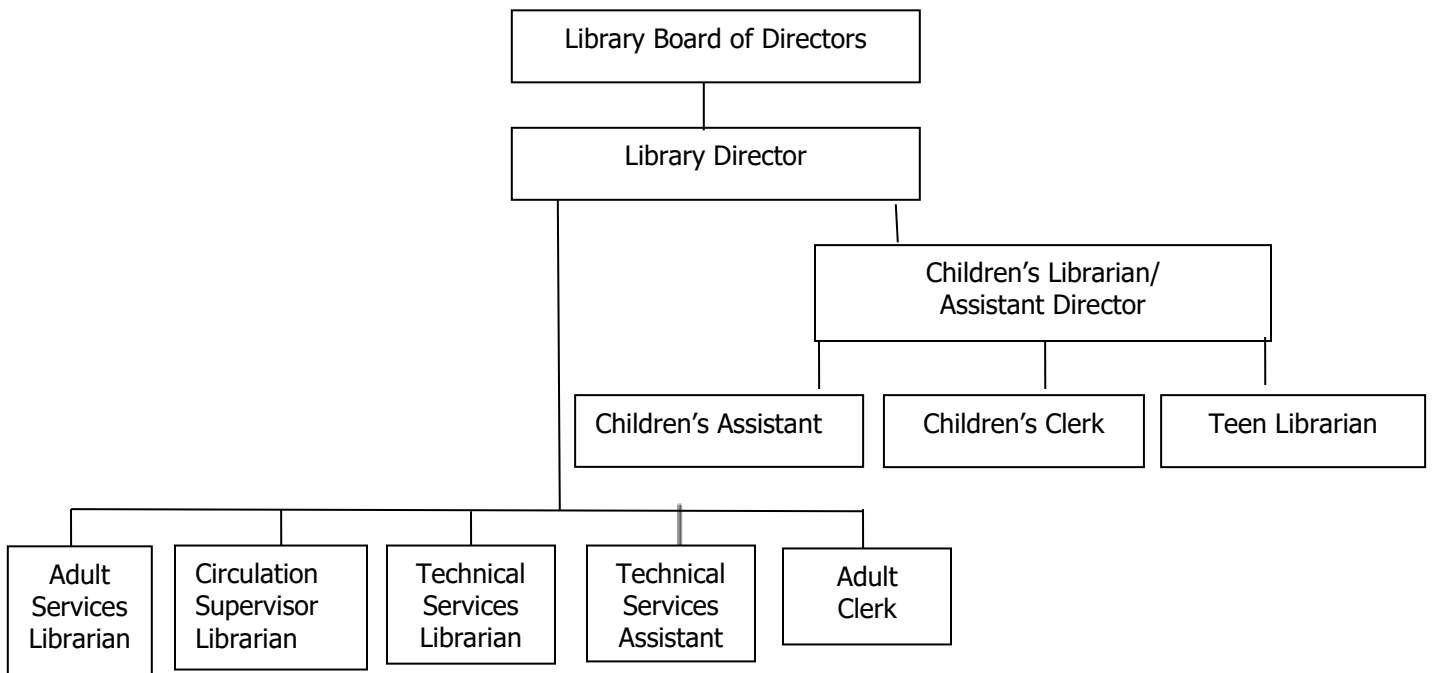 Library Board of Directors
Library Director
Children's Librarian/
Assistant Director
Children's Assistant
Children's Clerk
Teen Librarian
Adult
Services
Librarian
Circulation
Supervisor
Librarian
Technical
Services
Librarian
Technical
Services
Assistant
Adult
Clerk